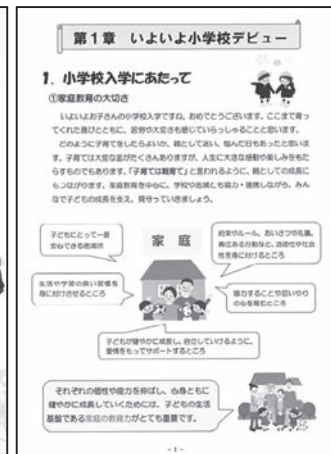 第1章 いよいよ小学校デビュー
1. 小学校入学にあたって
①家庭教育の大切さ
いよいよお子さんの小学校入学ですね。おめでとうございます。ここまで育っ
てくれた喜びとともに、苦労や大変さも感じていらっしゃることと思います。
どのように子育てをしたらよいか、親として迷い、悩んだ日もあったと思いま
す。子育ては大変な面がたくさんありますが、人生に大きな感動や楽しみをもた
らすものでもあります。「子育ては親育て」と言われるように、親としての成長に
もつながります。家庭教育を中心に、学校や地域とも協力・連携しながら、みん
なで子どもの成長を支え、見守っていきましょう。
子どもにとって一番
安心できる居場所
家 庭
約束やルール、あいさつや礼儀、
責任ある行動など、道徳性や社会
性を身に付けるところ
生活や学習の良い習慣を
身に付けさせるところ
協力することや思いやり
の心を育むところ
子どもが健やかに成長し、自立していけるように、
愛情をもってサポートするところ
それぞれの個性や能力を伸ばし、心身ともに
健やかに成長していくためには、子どもの生活
基盤である家庭の教育力がとても重要です。
- 1 -